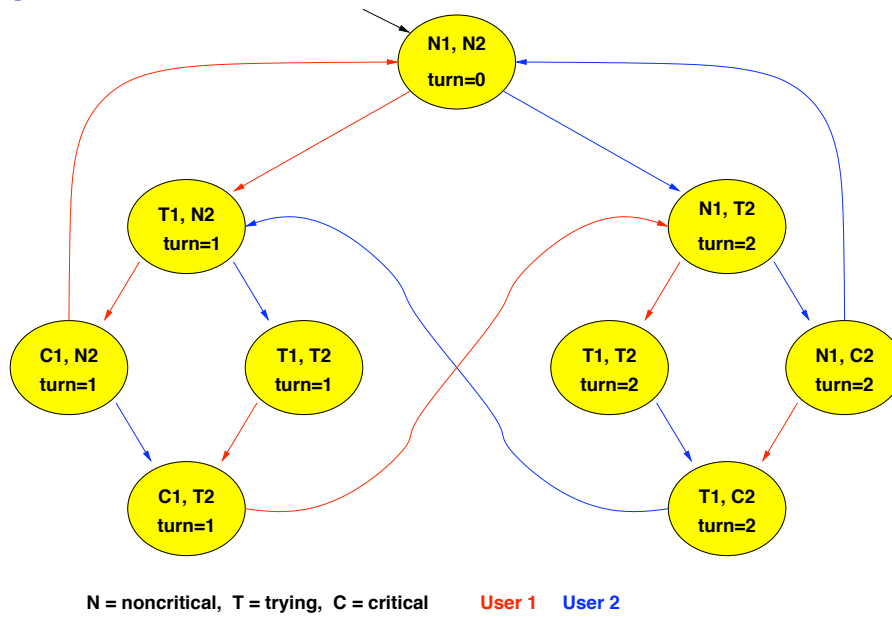 N1, N2
turn=0
T1, N2
turn=1
N1, T2
turn=2
C1, N2
turn=1
T1, T2
turn=1
T1, T2
turn=2
N1, C2
turn=2
C1, T2
turn=1
T1, C2
turn=2
N = noncritical, T = trying, C = critical User 1 User 2